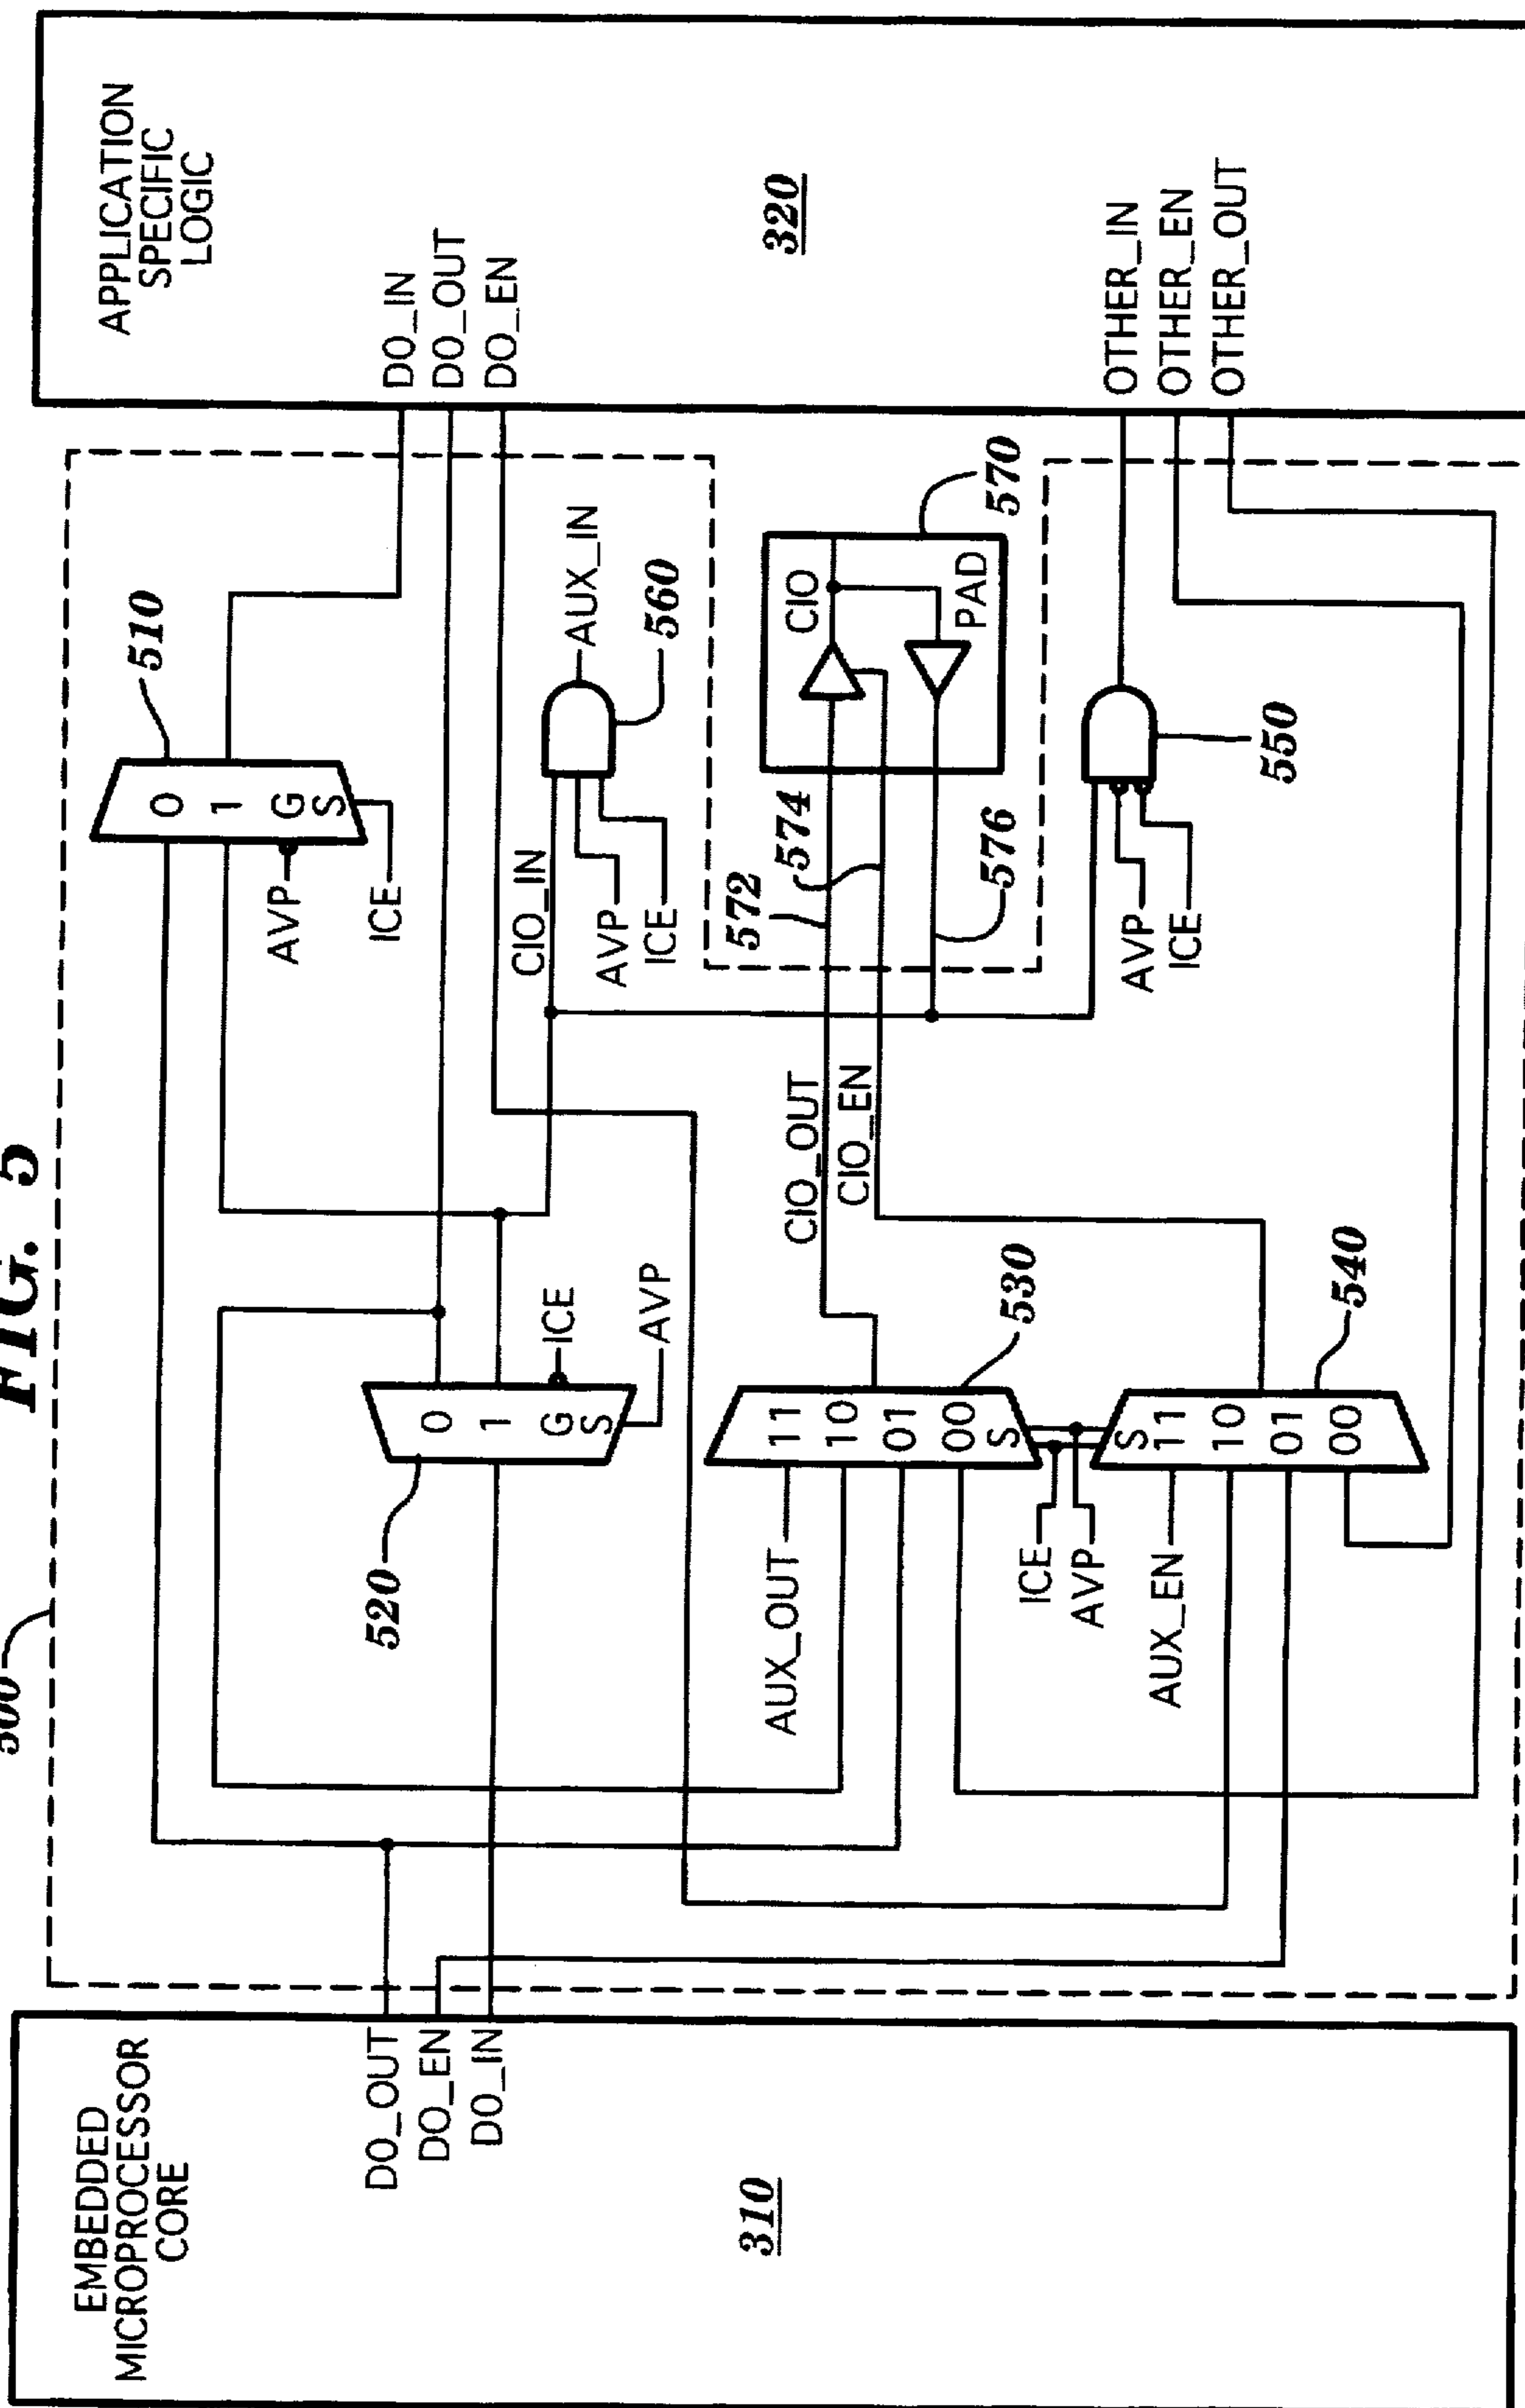 FIG. 5
500
EMBEDDED
MICROPROCESSOR
CORE
310
DO_OUT
DO_EN
DO_IN
520
0
1
G
S
ICE
AVP
510
0
1
G
S
AVP
ICE
APPLICATION
SPECIFIC
LOGIC
DO_IN
DO_OUT
DO_EN
320
CIO_IN
AVP
ICE
AUX_IN
560
AUX_OUT
11
10
01
00
S
530
CIO_OUT
CIO_EN
572
574
576
CIO
PAD
570
ICE
AVP
AUX_EN
S
11
10
01
00
540
AVP
ICE
550
OTHER_IN
OTHER_EN
OTHER_OUT